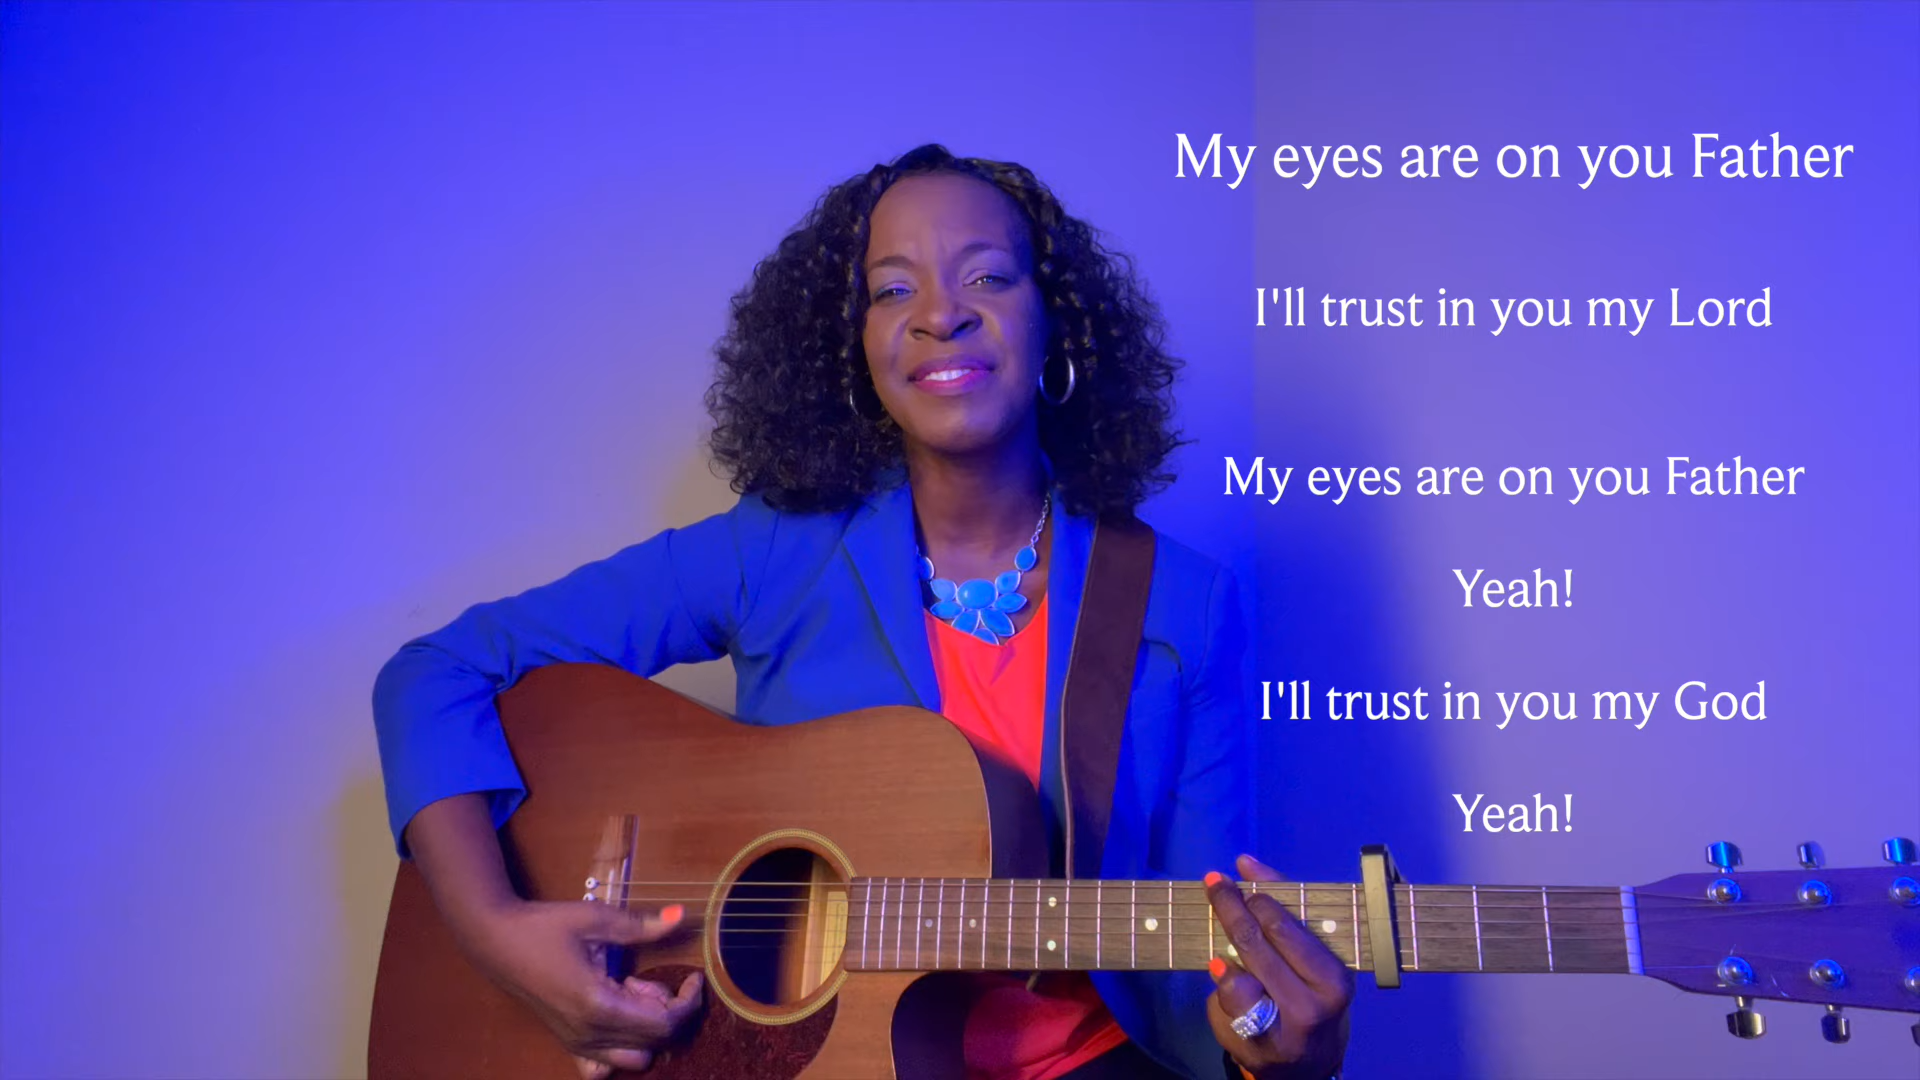 My eyes are on you Father
I'll trust in you my Lord
My eyes are on you Father
Yeah!
I'll trust in you my God
Yeah!